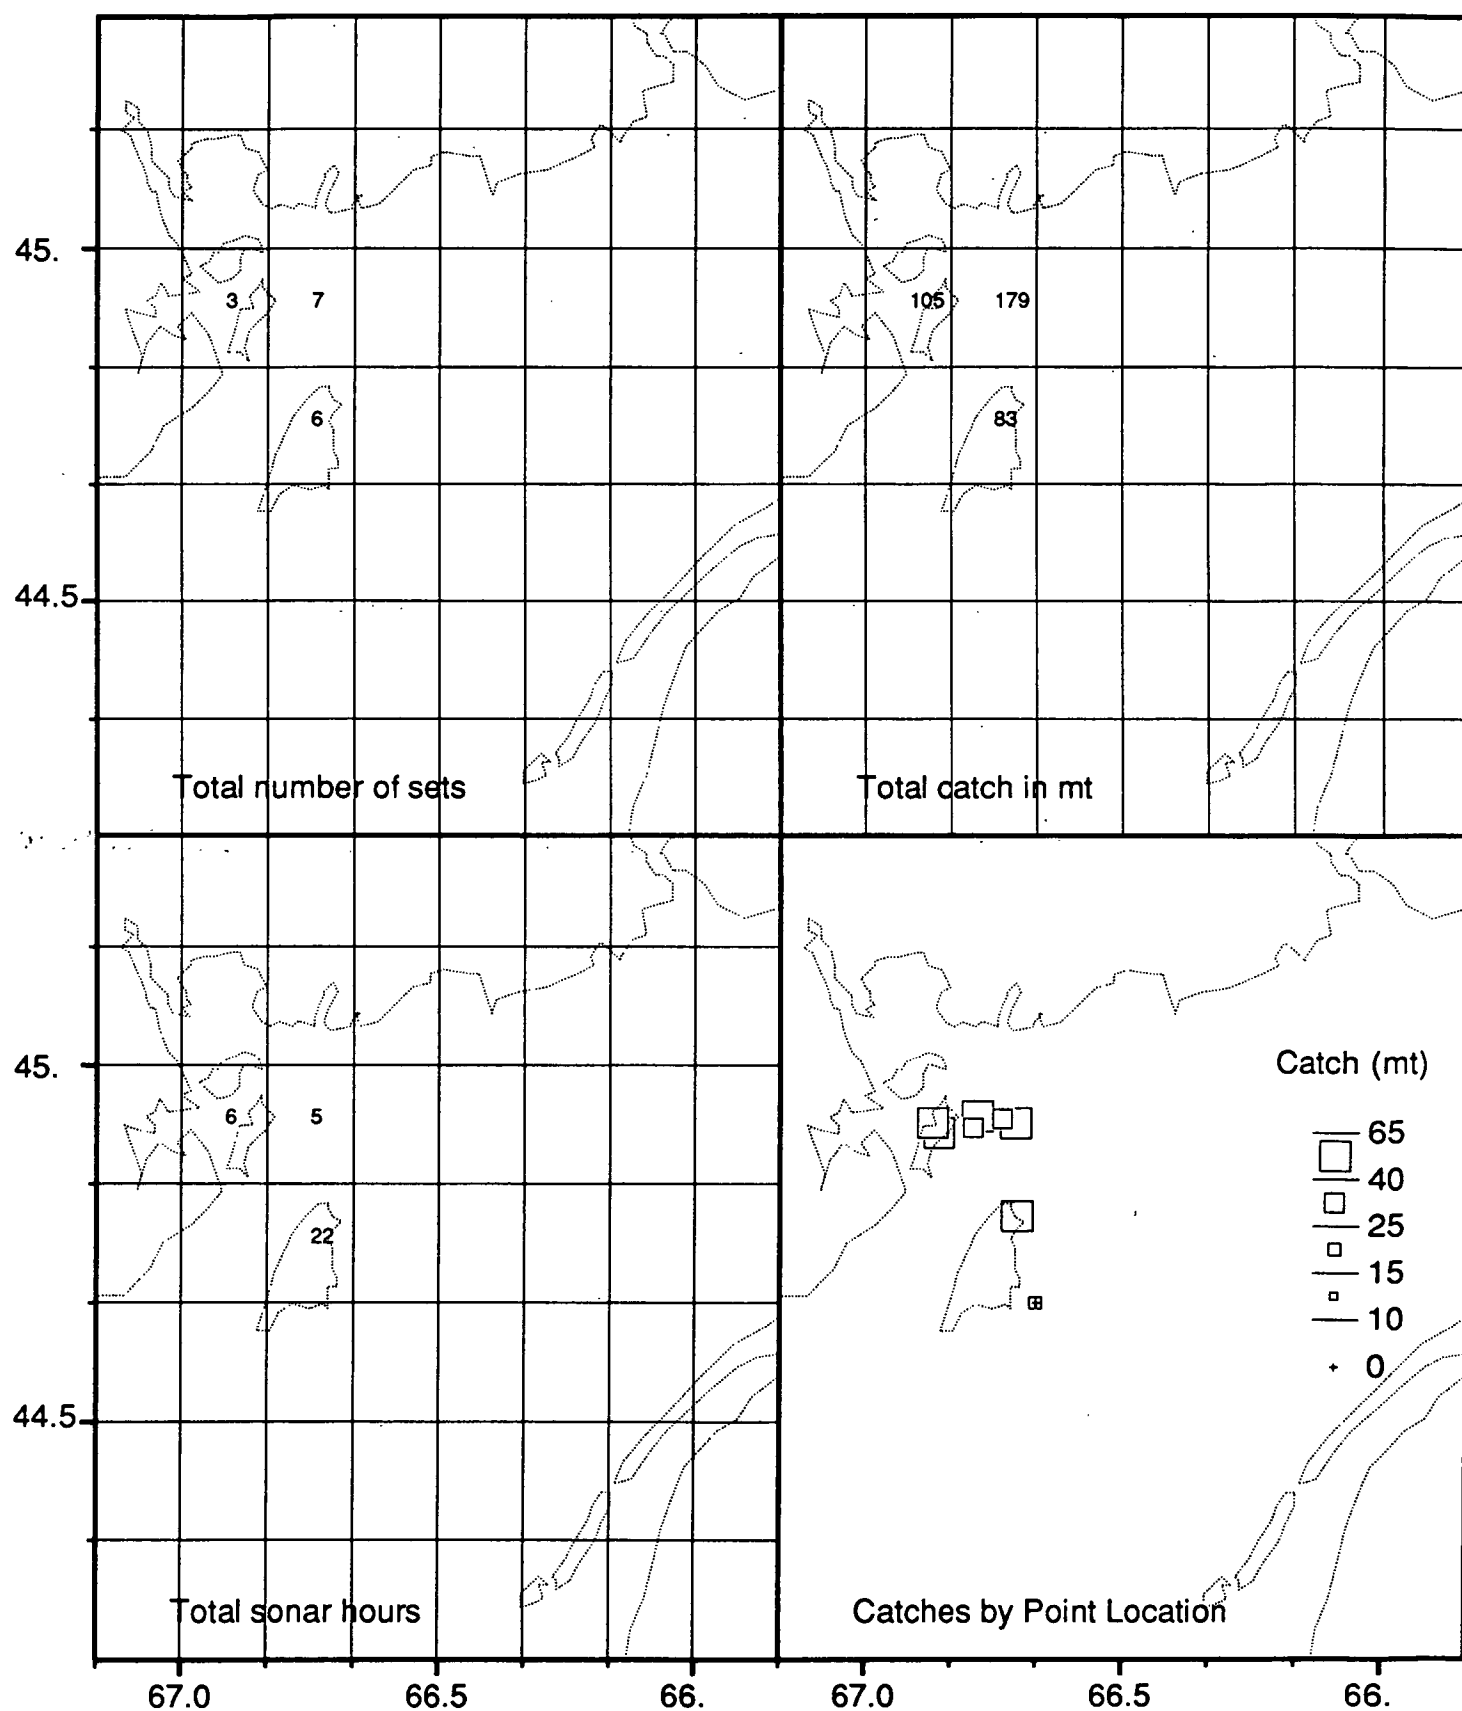 45.
3 7
105 179
6
83
44.5
Total number of sets
Total catch in mt
45.
6 5
22
44.5
Total sonar hours
Catch (mt)
65
40
25
15
10
0
Catches by Point Location
67.0 66.5 66.
67.0 66.5 66.